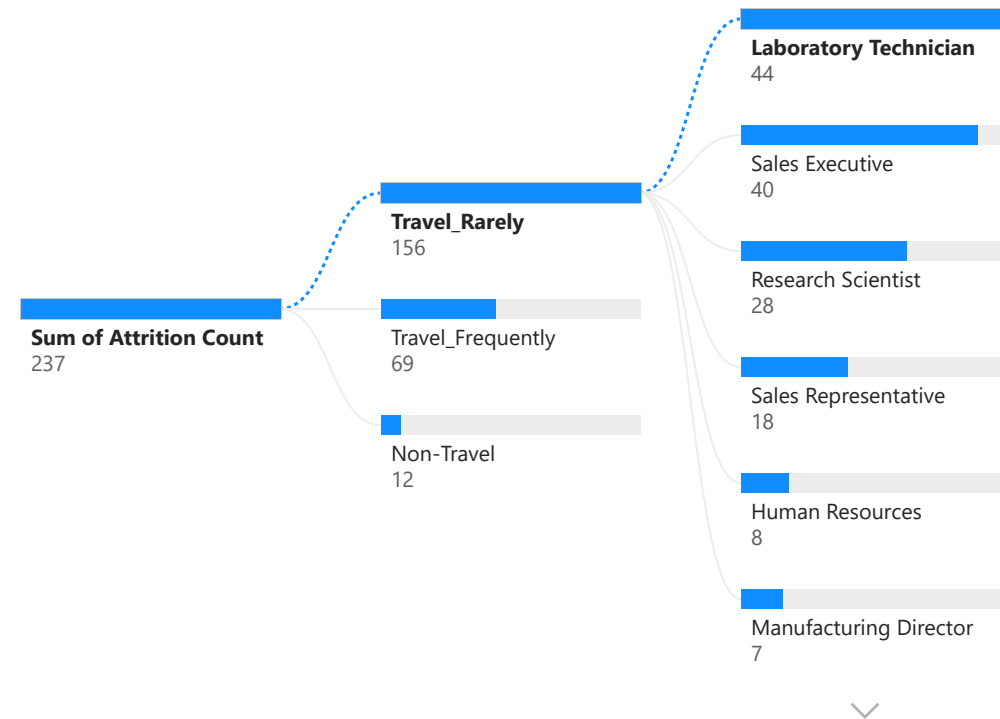 Sum of Attrition Count
237
Travel_Rarely
156
Travel_Frequently
69
Non-Travel
12
Laboratory Technician
44
Sales Executive
40
Research Scientist
28
Sales Representative
18
Human Resources
8
Manufacturing Director
7